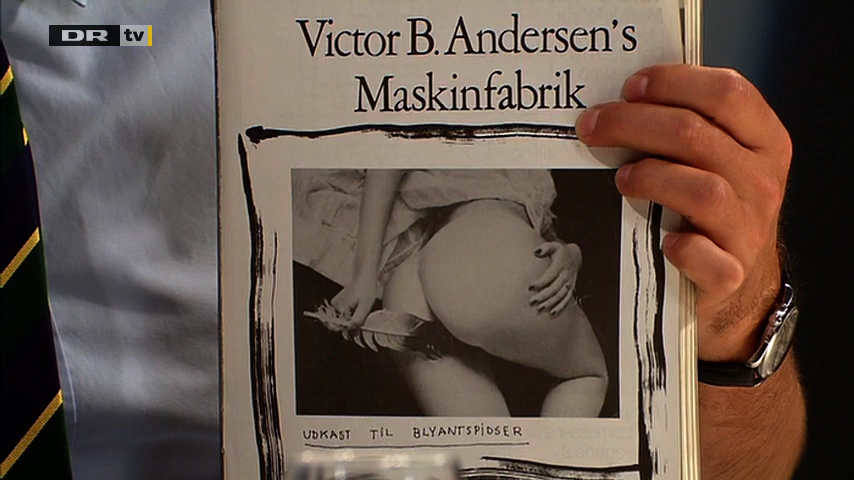 DR tv
Victor B. Andersen's
Maskinfabrik
UDKAST TIL BLYANTSPIDSER